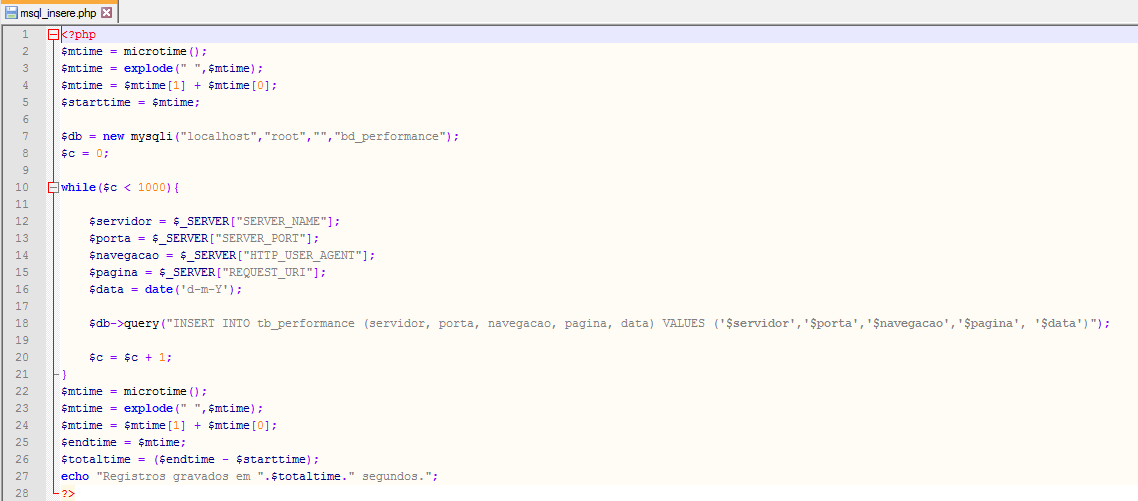 msql_insere.php
1 <?php
2 $mtime = microtime();
3 $mtime = explode(" ",$mtime);
4 $mtime = $mtime[1] + $mtime[0];
5 $starttime = $mtime;
6
7 $db = new mysqli("localhost","root","","bd_performance");
8 $c = 0;
9
10 while($c < 1000){
11
12     $servidor = $_SERVER["SERVER_NAME"];
13     $porta = $_SERVER["SERVER_PORT"];
14     $navegacao = $_SERVER["HTTP_USER_AGENT"];
15     $pagina = $_SERVER["REQUEST_URI"];
16     $data = date('d-m-Y');
17
18     $db->query("INSERT INTO tb_performance (servidor, porta, navegacao, pagina, data) VALUES ('$servidor','$porta','$navegacao','$pagina', '$data')");
19
20     $c = $c + 1;
21 }
22 $mtime = microtime();
23 $mtime = explode(" ",$mtime);
24 $mtime = $mtime[1] + $mtime[0];
25 $endtime = $mtime;
26 $totaltime = ($endtime - $starttime);
27 echo "Registros gravados em ".$totaltime." segundos.";
28 ?>